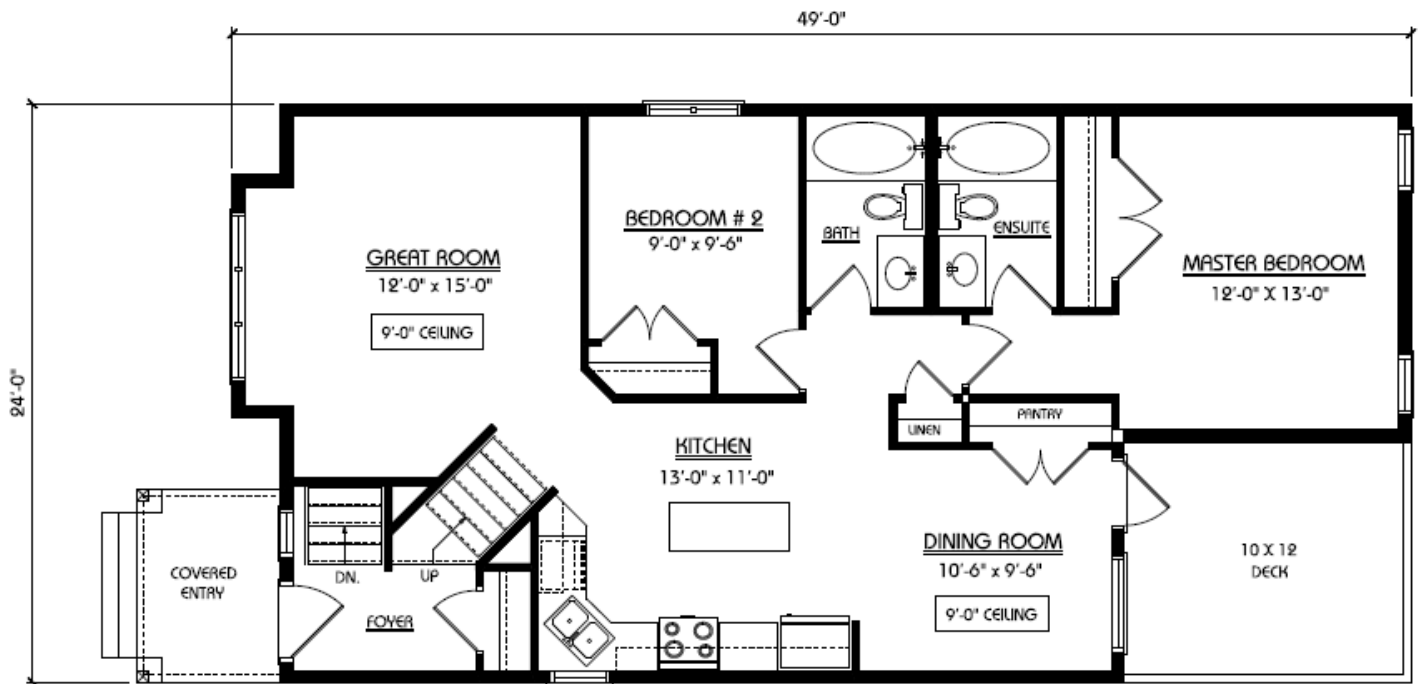 49'-0"
24'-0"
GREAT ROOM
12'-0" x 15'-0"
9'-0" CEILING
BEDROOM # 2
9'-0" x 9'-6"
BATH
ENSUITE
MASTER BEDROOM
12'-0" X 13'-0"
LINEN
PANTRY
KITCHEN
13'-0" x 11'-0"
DINING ROOM
10'-6" x 9'-6"
9'-0" CEILING
10 X 12
DECK
COVERED
ENTRY
DN.
UP
FOYER